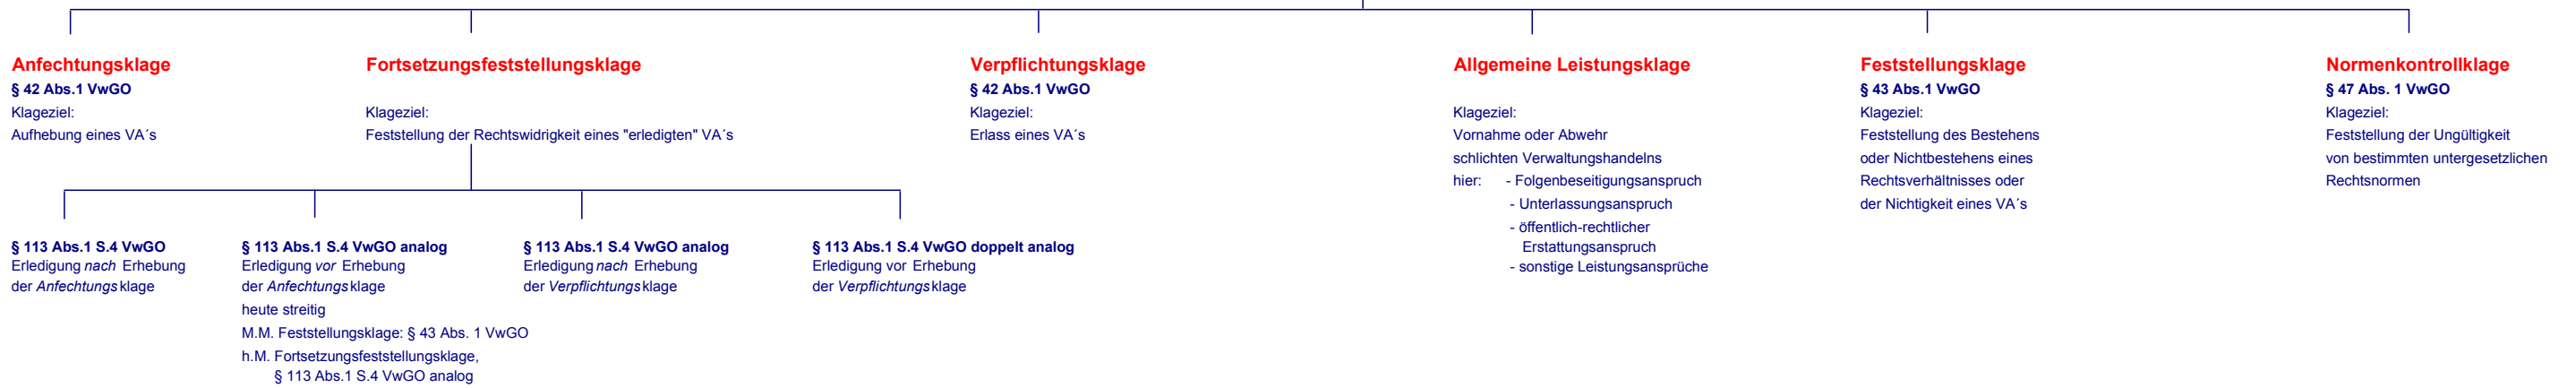 Anfechtungsklage
§ 42 Abs.1 VwGO
Klageziel:
Aufhebung eines VA´s
Fortsetzungsfeststellungsklage
Klageziel:
Feststellung der Rechtswidrigkeit eines "erledigten" VA´s
§ 113 Abs.1 S.4 VwGO
Erledigung nach Erhebung
der Anfechtungsklage
§ 113 Abs.1 S.4 VwGO analog
Erledigung vor Erhebung
der Anfechtungsklage
heute streitig
M.M. Feststellungsklage: § 43 Abs. 1 VwGO
h.M. Fortsetzungsfeststellungsklage,
§ 113 Abs.1 S.4 VwGO analog
§ 113 Abs.1 S.4 VwGO analog
Erledigung nach Erhebung
der Verpflichtungsklage
§ 113 Abs.1 S.4 VwGO doppelt analog
Erledigung vor Erhebung
der Verpflichtungsklage
Verpflichtungsklage
§ 42 Abs.1 VwGO
Klageziel:
Erlass eines VA´s
Allgemeine Leistungsklage
Klageziel:
Vornahme oder Abwehr
schlichten Verwaltungshandelns
hier: - Folgenbeseitigungsanspruch
- Unterlassungsanspruch
- öffentlich-rechtlicher
Erstattungsanspruch
- sonstige Leistungsansprüche
Feststellungsklage
§ 43 Abs.1 VwGO
Klageziel:
Feststellung des Bestehens
oder Nichtbestehens eines
Rechtsverhältnisses oder
der Nichtigkeit eines VA´s
Normenkontrollklage
§ 47 Abs. 1 VwGO
Klageziel:
Feststellung der Ungültigkeit
von bestimmten untergesetzlichen
Rechtsnormen